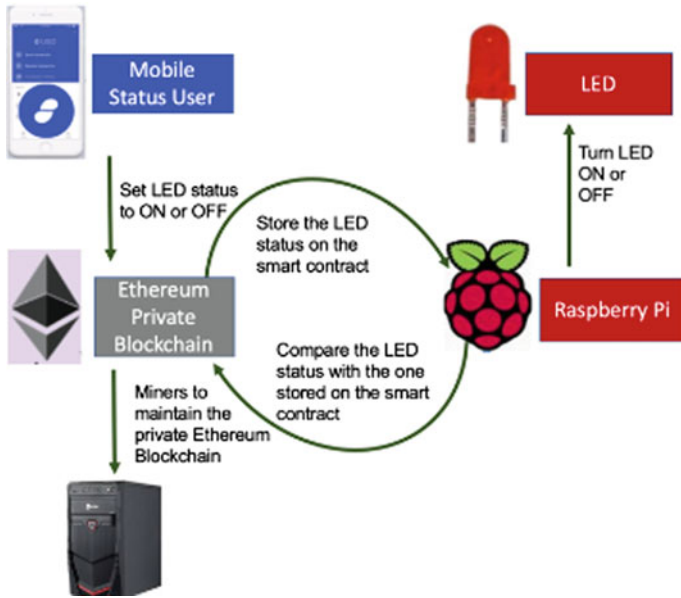 Mobile
Status User
LED
Set LED status
to ON or OFF
Turn LED
ON or
OFF
Store the LED
status on the
smart contract
Ethereum
Private
Blockchain
Raspberry Pi
Compare the LED
status with the one
stored on the smart
contract
Miners to
maintain the
private Ethereum
Blockchain